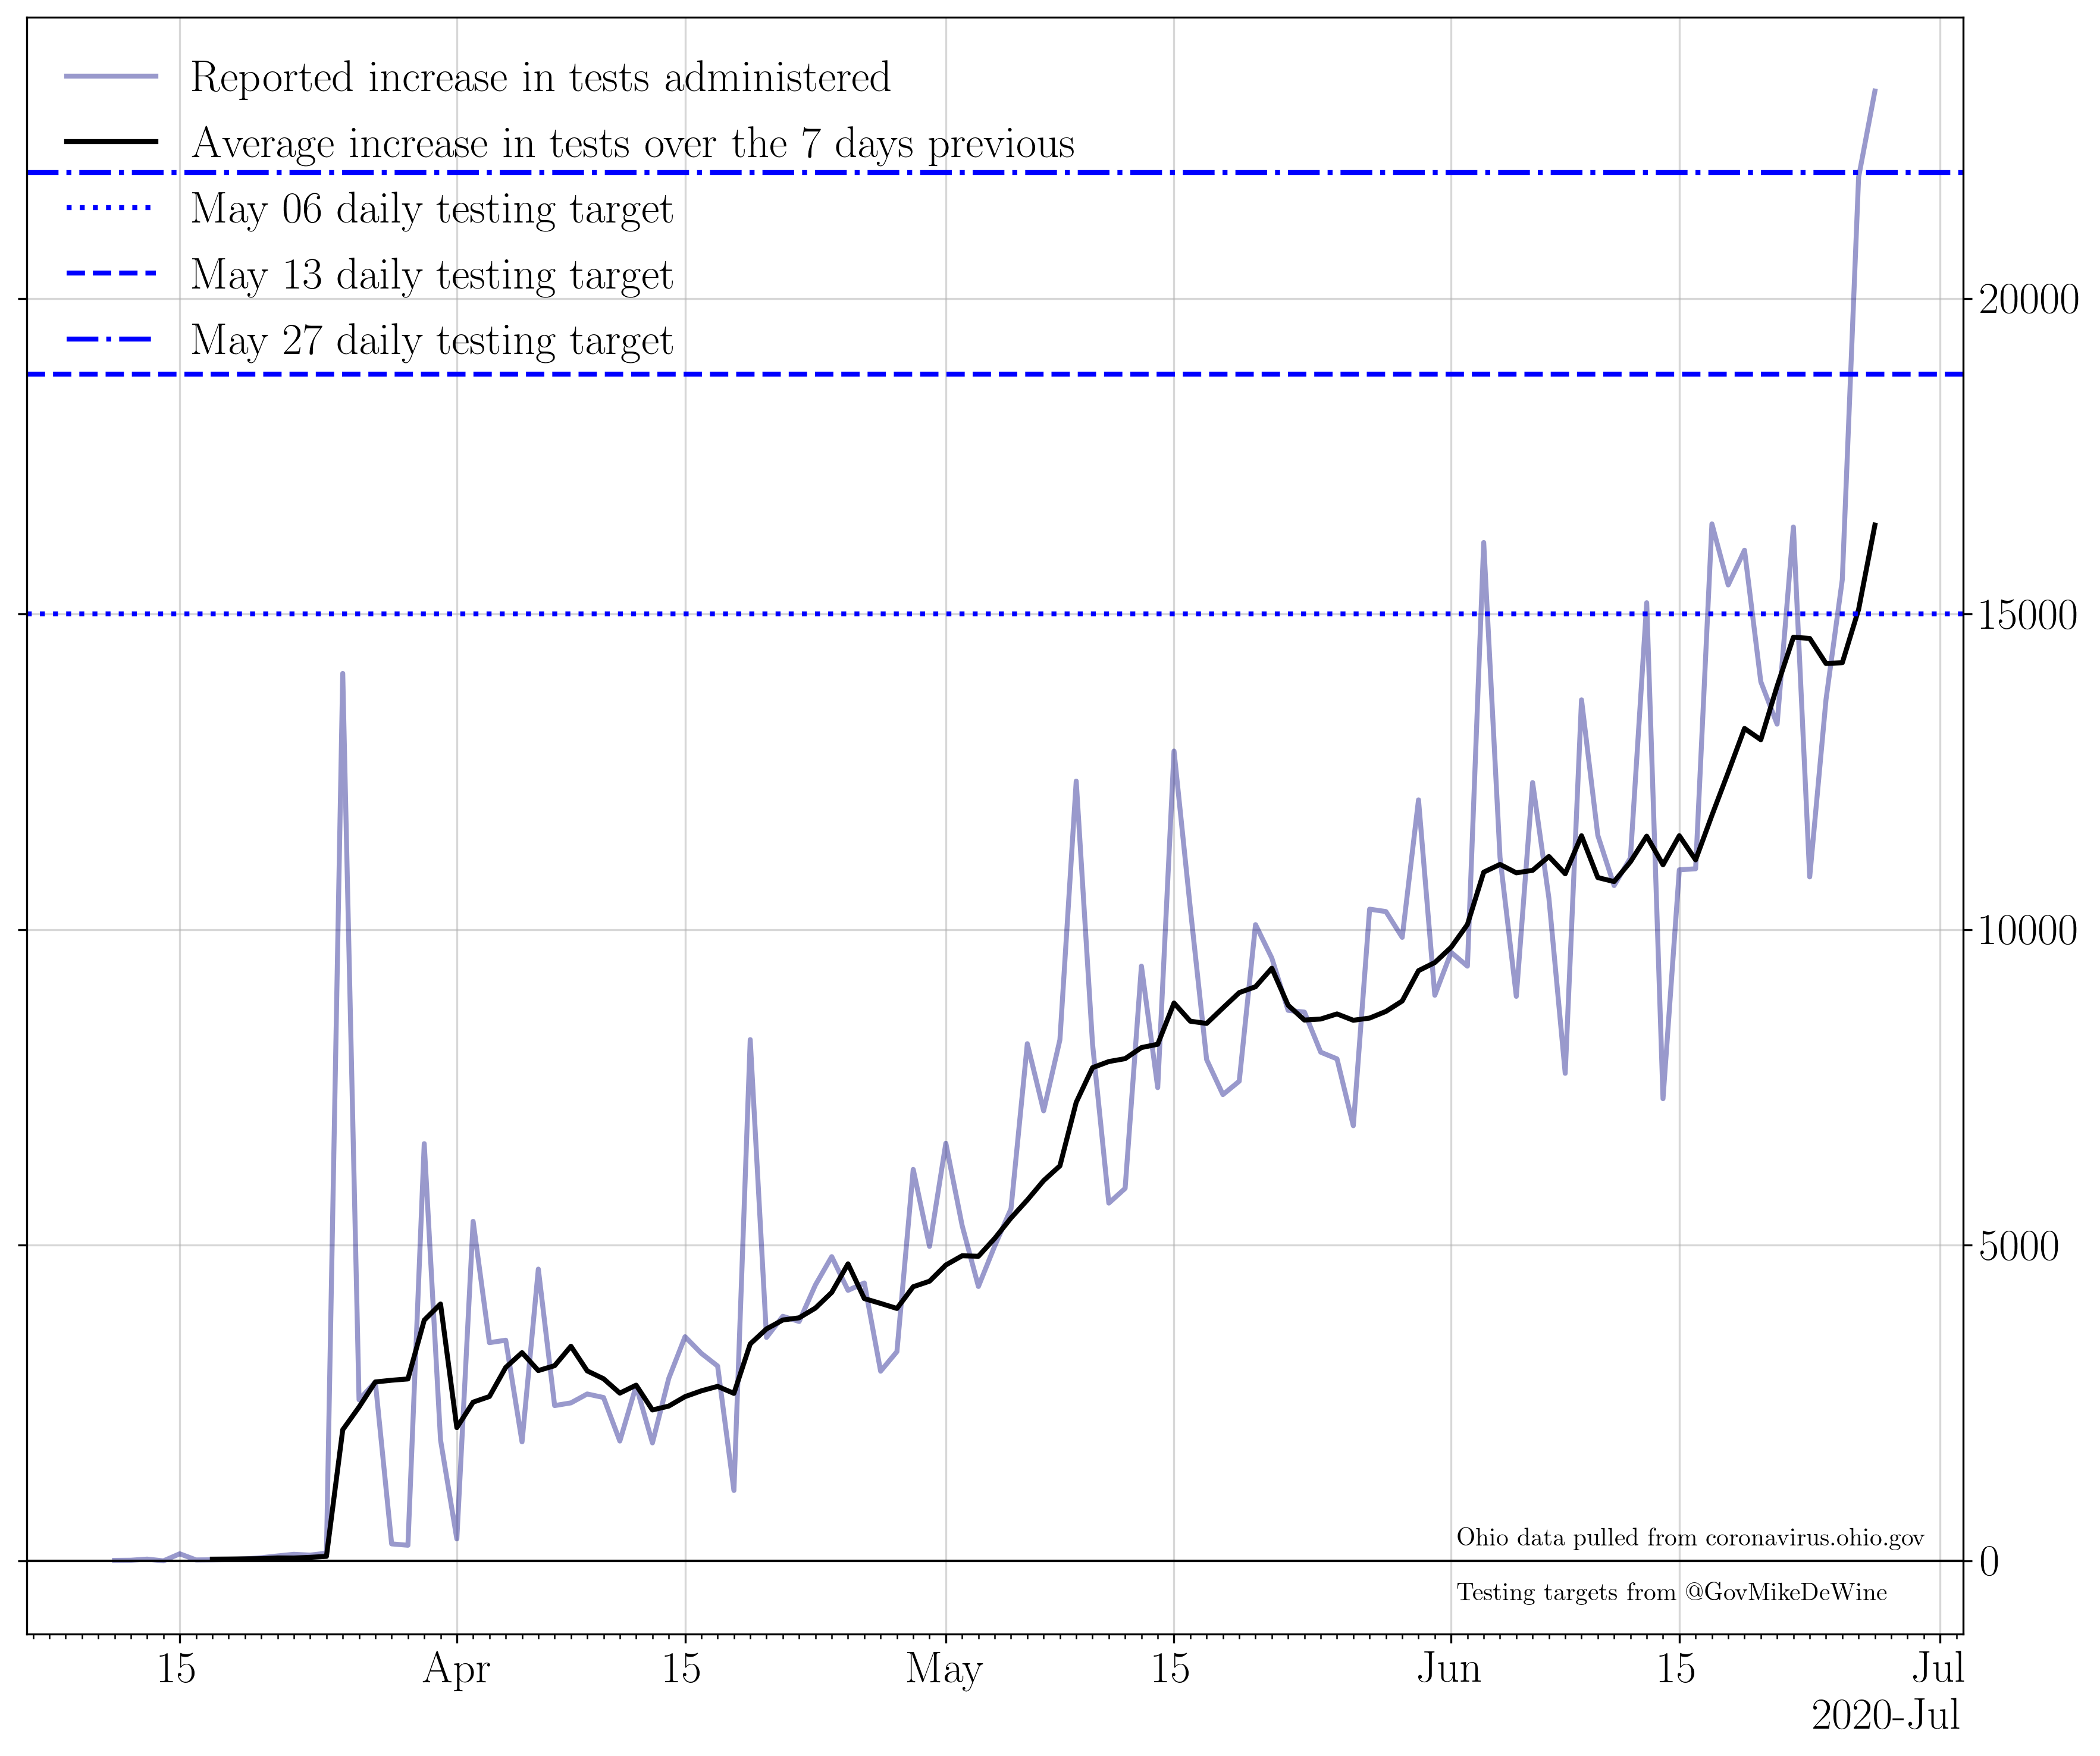 Reported increase in tests administered
Average increase in tests over the 7 days previous
May 06 daily testing target
May 13 daily testing target
May 27 daily testing target
20000
15000
10000
5000
0
Ohio data pulled from coronavirus.ohio.gov
Testing targets from @GovMikeDeWine
15 Apr 15 May 15 Jun 15 Jul
2020-Jul